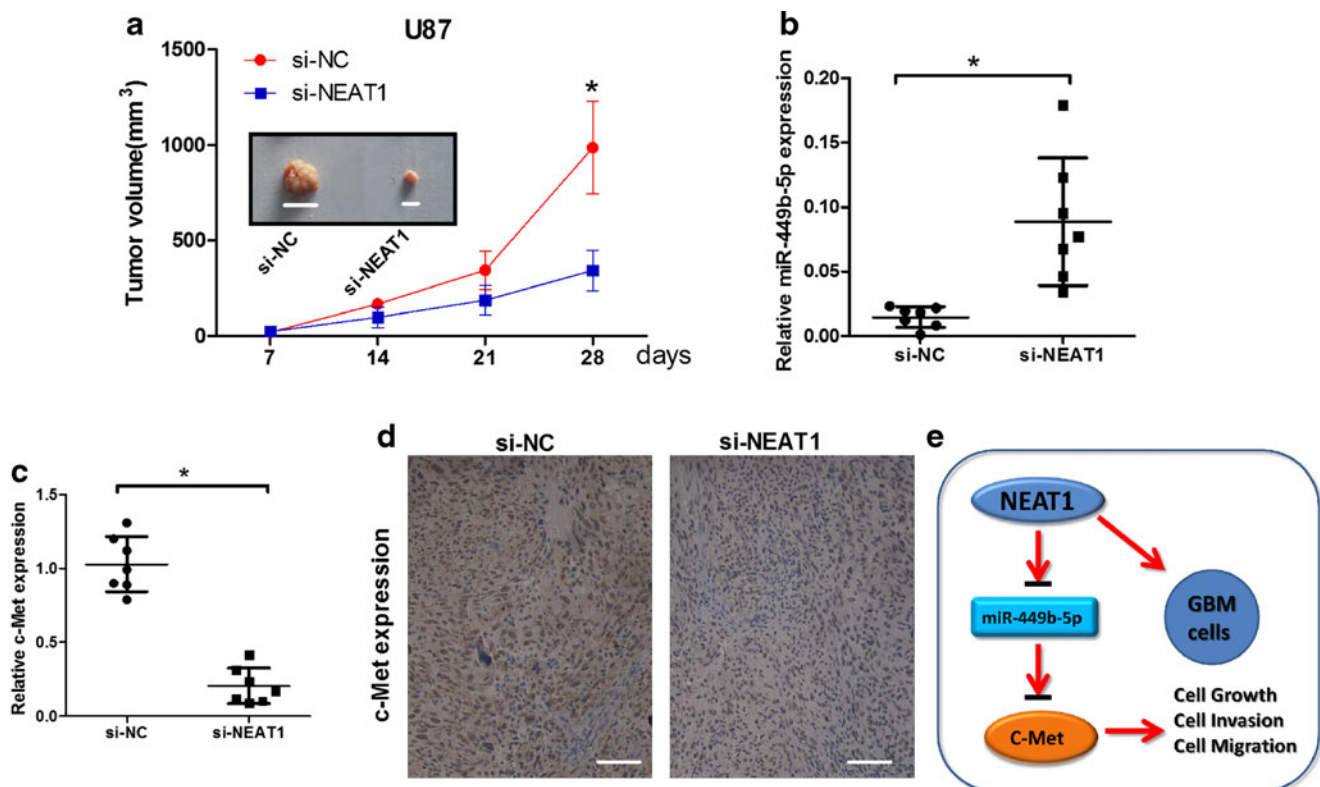 a
U87
Tumor volume(mm³)
1500
1000
500
0
si-NC
si-NEAT1
*
si-NC
si-NEAT1
7 14 21 28 days
b
Relative miR-449b-5p expression
0.20
0.15
0.10
0.05
0.00
*
si-NC si-NEAT1
c
Relative c-Met expression
1.5
1.0
0.5
0.0
*
si-NC si-NEAT1
d
si-NC si-NEAT1
c-Met expression
e
NEAT1
miR-449b-5p
GBM
cells
C-Met
Cell Growth
Cell Invasion
Cell Migration